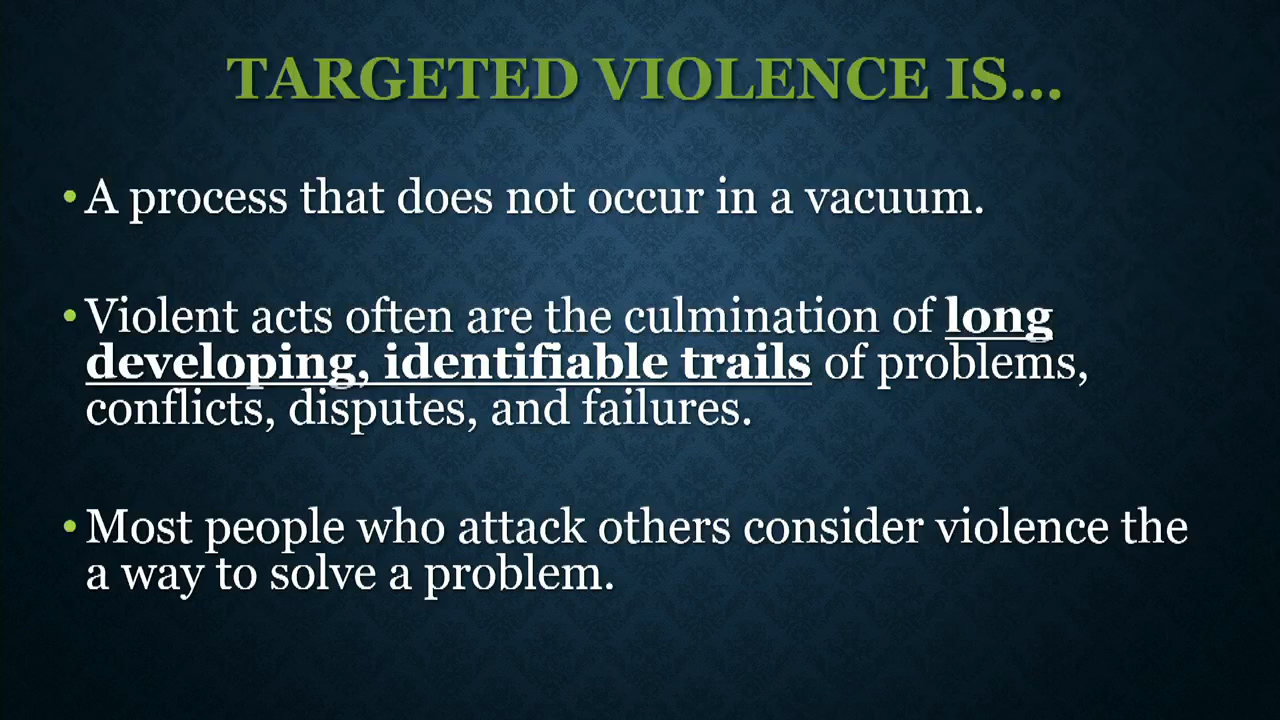 TARGETED VIOLENCE IS...
• A process that does not occur in a vacuum.
• Violent acts often are the culmination of long
developing, identifiable trails of problems,
conflicts, disputes, and failures.
• Most people who attack others consider violence the
a way to solve a problem.